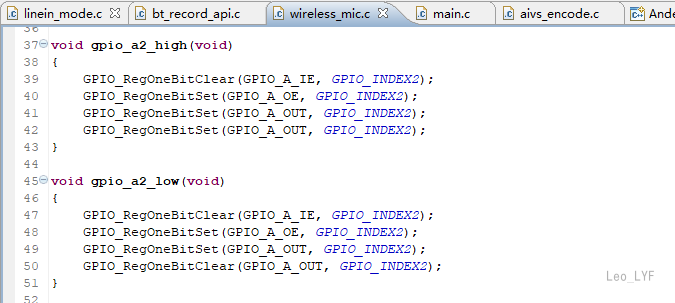 linein_mode.c bt_record_api.c wireless_mic.c main.c aivs_encode.c Ande
36
37 void gpio_a2_high(void)
38 {
39 GPIO_RegOneBitClear(GPIO_A_IE, GPIO_INDEX2);
40 GPIO_RegOneBitSet(GPIO_A_OE, GPIO_INDEX2);
41 GPIO_RegOneBitSet(GPIO_A_OUT, GPIO_INDEX2);
42 GPIO_RegOneBitSet(GPIO_A_OUT, GPIO_INDEX2);
43 }
44
45 void gpio_a2_low(void)
46 {
47 GPIO_RegOneBitClear(GPIO_A_IE, GPIO_INDEX2);
48 GPIO_RegOneBitSet(GPIO_A_OE, GPIO_INDEX2);
49 GPIO_RegOneBitSet(GPIO_A_OUT, GPIO_INDEX2);
50 GPIO_RegOneBitClear(GPIO_A_OUT, GPIO_INDEX2);
51 }
52
Leo_LYF